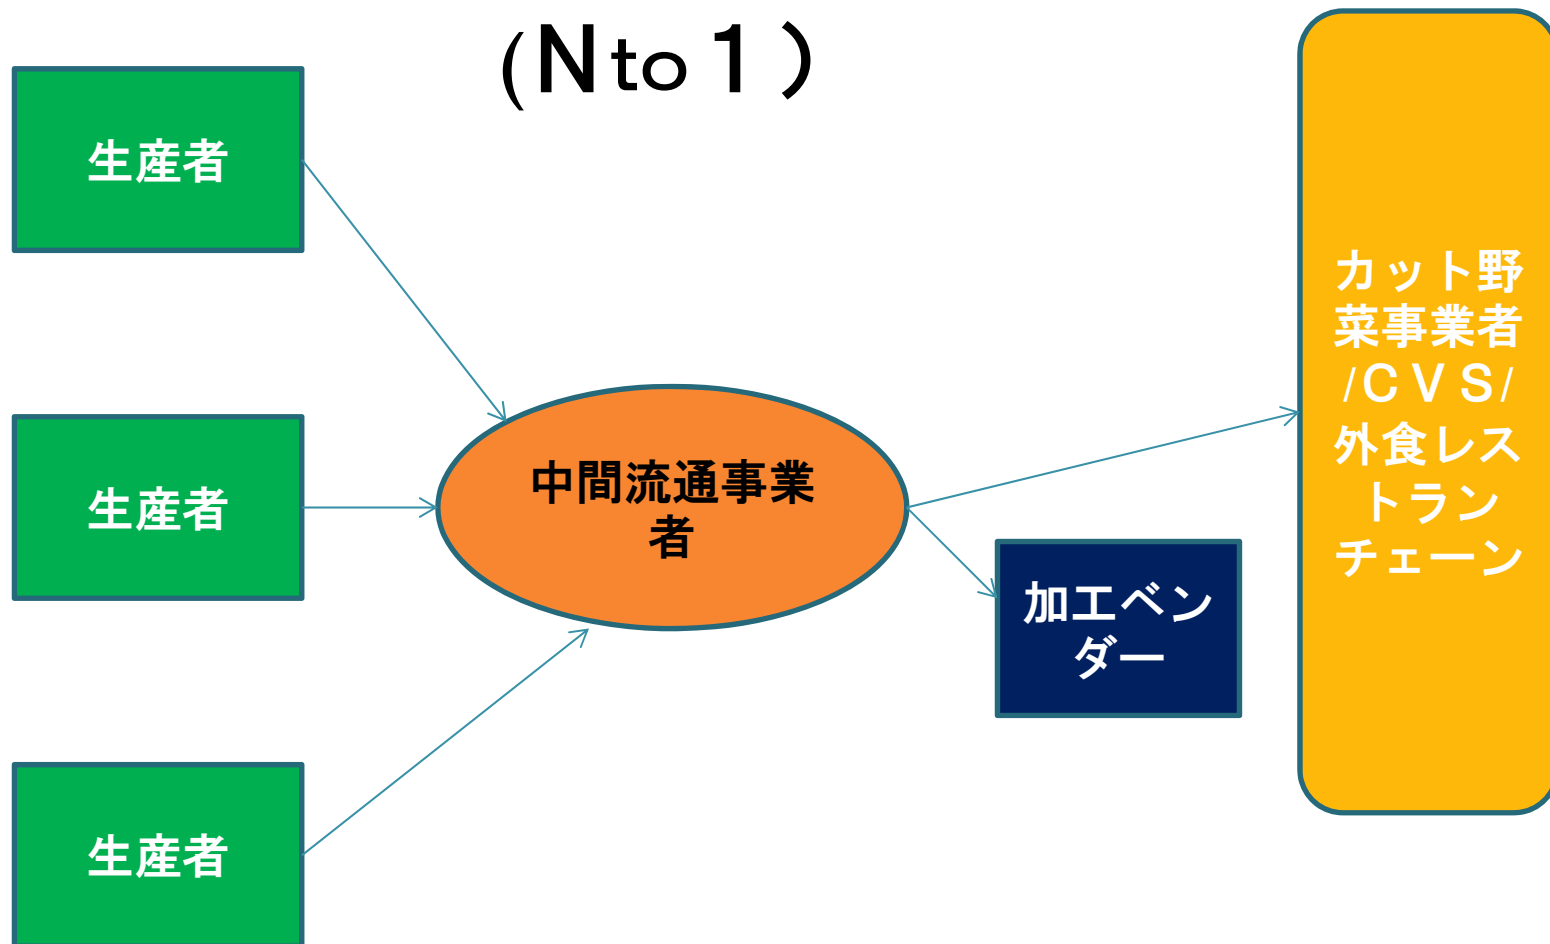 (Nto１）
生産者
生産者
生産者
中間流通事業
者
加工ベン
ダー
カット野
菜事業者
/CＶＳ/
外食レス
トラン
チェーン